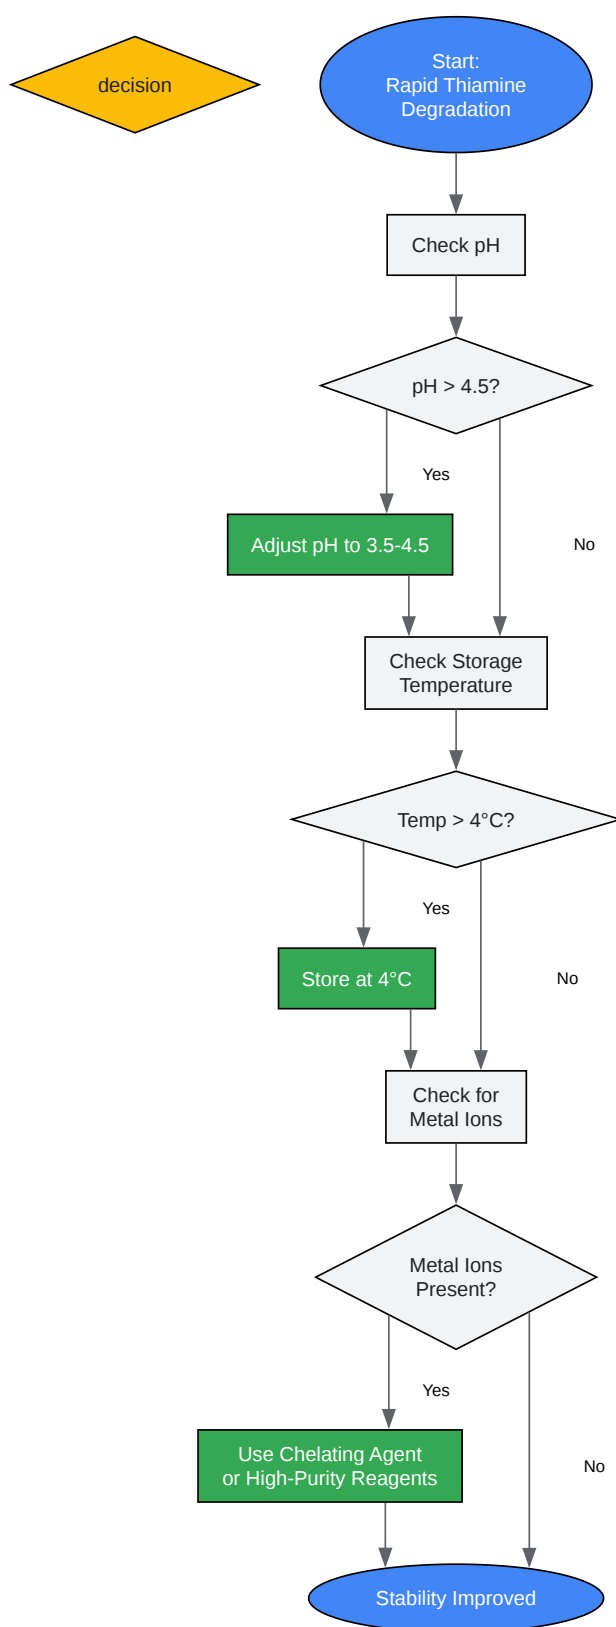 decision
Start:
Rapid Thiamine
Degradation
Check pH
pH > 4.5?
Yes
Adjust pH to 3.5-4.5
No
Check Storage
Temperature
Temp > 4°C?
Yes
Store at 4°C
No
Check for
Metal Ions
Metal Ions
Present?
Yes
Use Chelating Agent
or High-Purity Reagents
No
Stability Improved